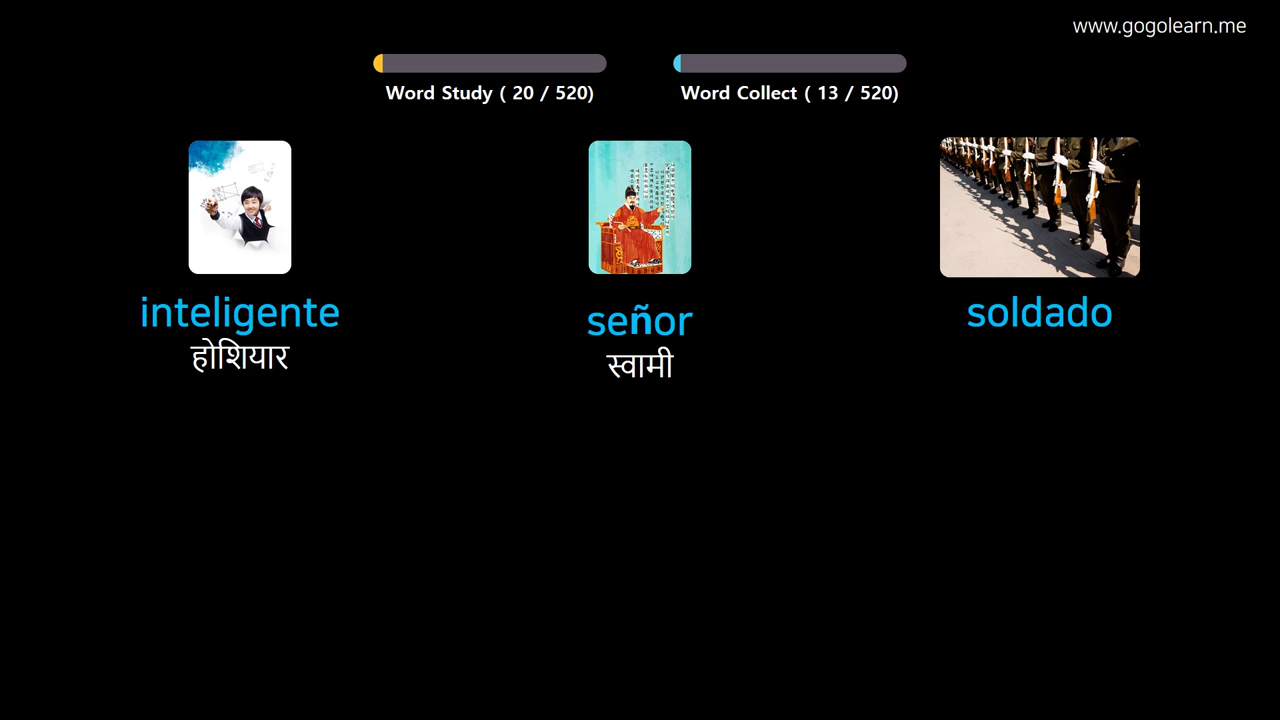 www.gogolearn.me
Word Study ( 20 / 520)
Word Collect ( 13 / 520)
inteligente
होशियार
señor
स्वामी
soldado